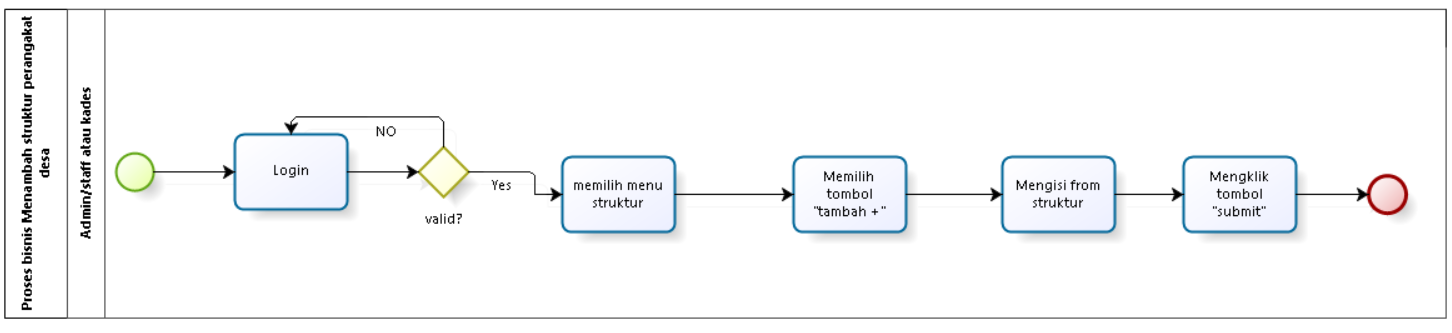 Proses bisnis Menambah struktur perangakat
desa
Admin/staff atau kades
Login
NO
valid?
Yes
memilih menu
struktur
Memilih
tombol
"tambah +"
Mengisi from
struktur
Mengklik
tombol
"submit"